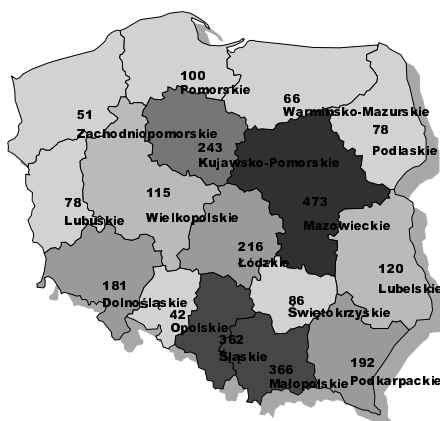 100
Pomorskie
66
Warmińsko-Mazurskie
51
Zachodniopomorskie
78
Podlaskie
243
Kujawsko-Pomorskie
115
Wielkopolskie
78
Lubuskie
473
Mazowieckie
216
Łódzkie
120
Lubelskie
181
Dolnośląskie
86
Świętokrzyskie
42
Opolskie
362
Śląskie
366
Małopolskie
192
Podkarpackie